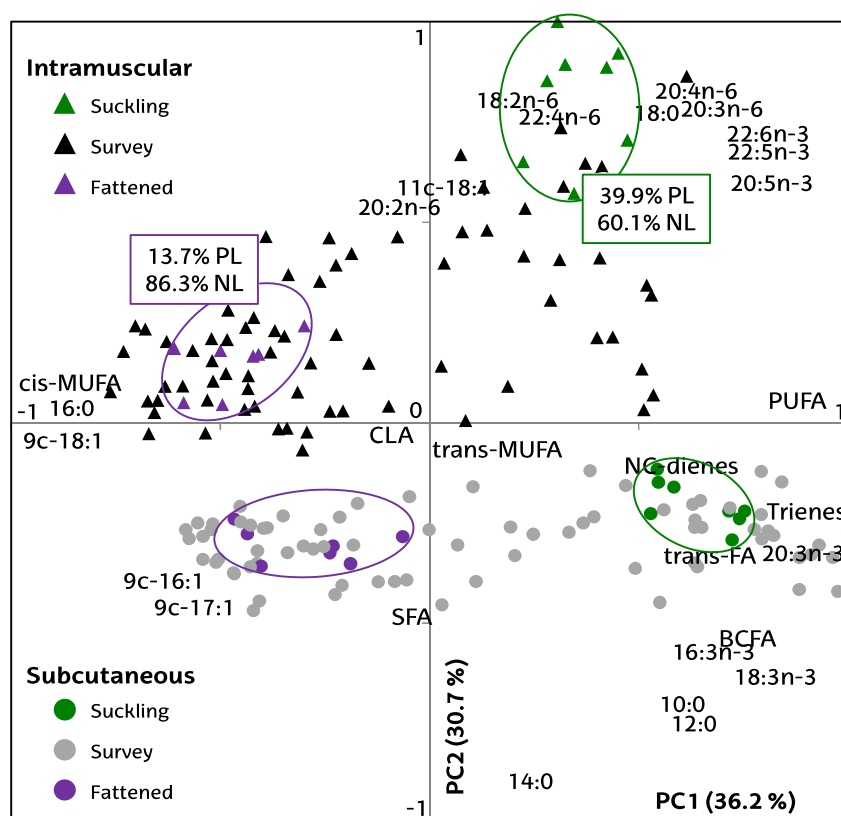 1
Intramuscular
Suckling
Survey
Fattened
18:2n-6
22:4n-6
20:4n-6
18:0
20:3n-6
22:6n-3
22:5n-3
20:5n-3
11c-18:1
20:2n-6
39.9% PL
60.1% NL
13.7% PL
86.3% NL
cis-MUFA
-1
16:0
0
PUFA
1
9c-18:1
CLA
trans-MUFA
NC-dienes
Trienes
trans-FA
20:3n-3
9c-16:1
9c-17:1
SFA
BCFA
16:3n-3
18:3n-3
10:0
12:0
14:0
Subcutaneous
Suckling
Survey
Fattened
PC2 (30.7 %)
PC1 (36.2 %)
-1